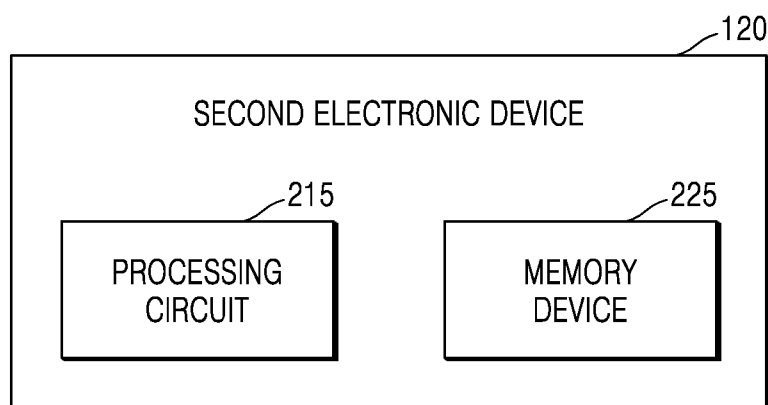 120
SECOND ELECTRONIC DEVICE
215
225
PROCESSING
CIRCUIT
MEMORY
DEVICE